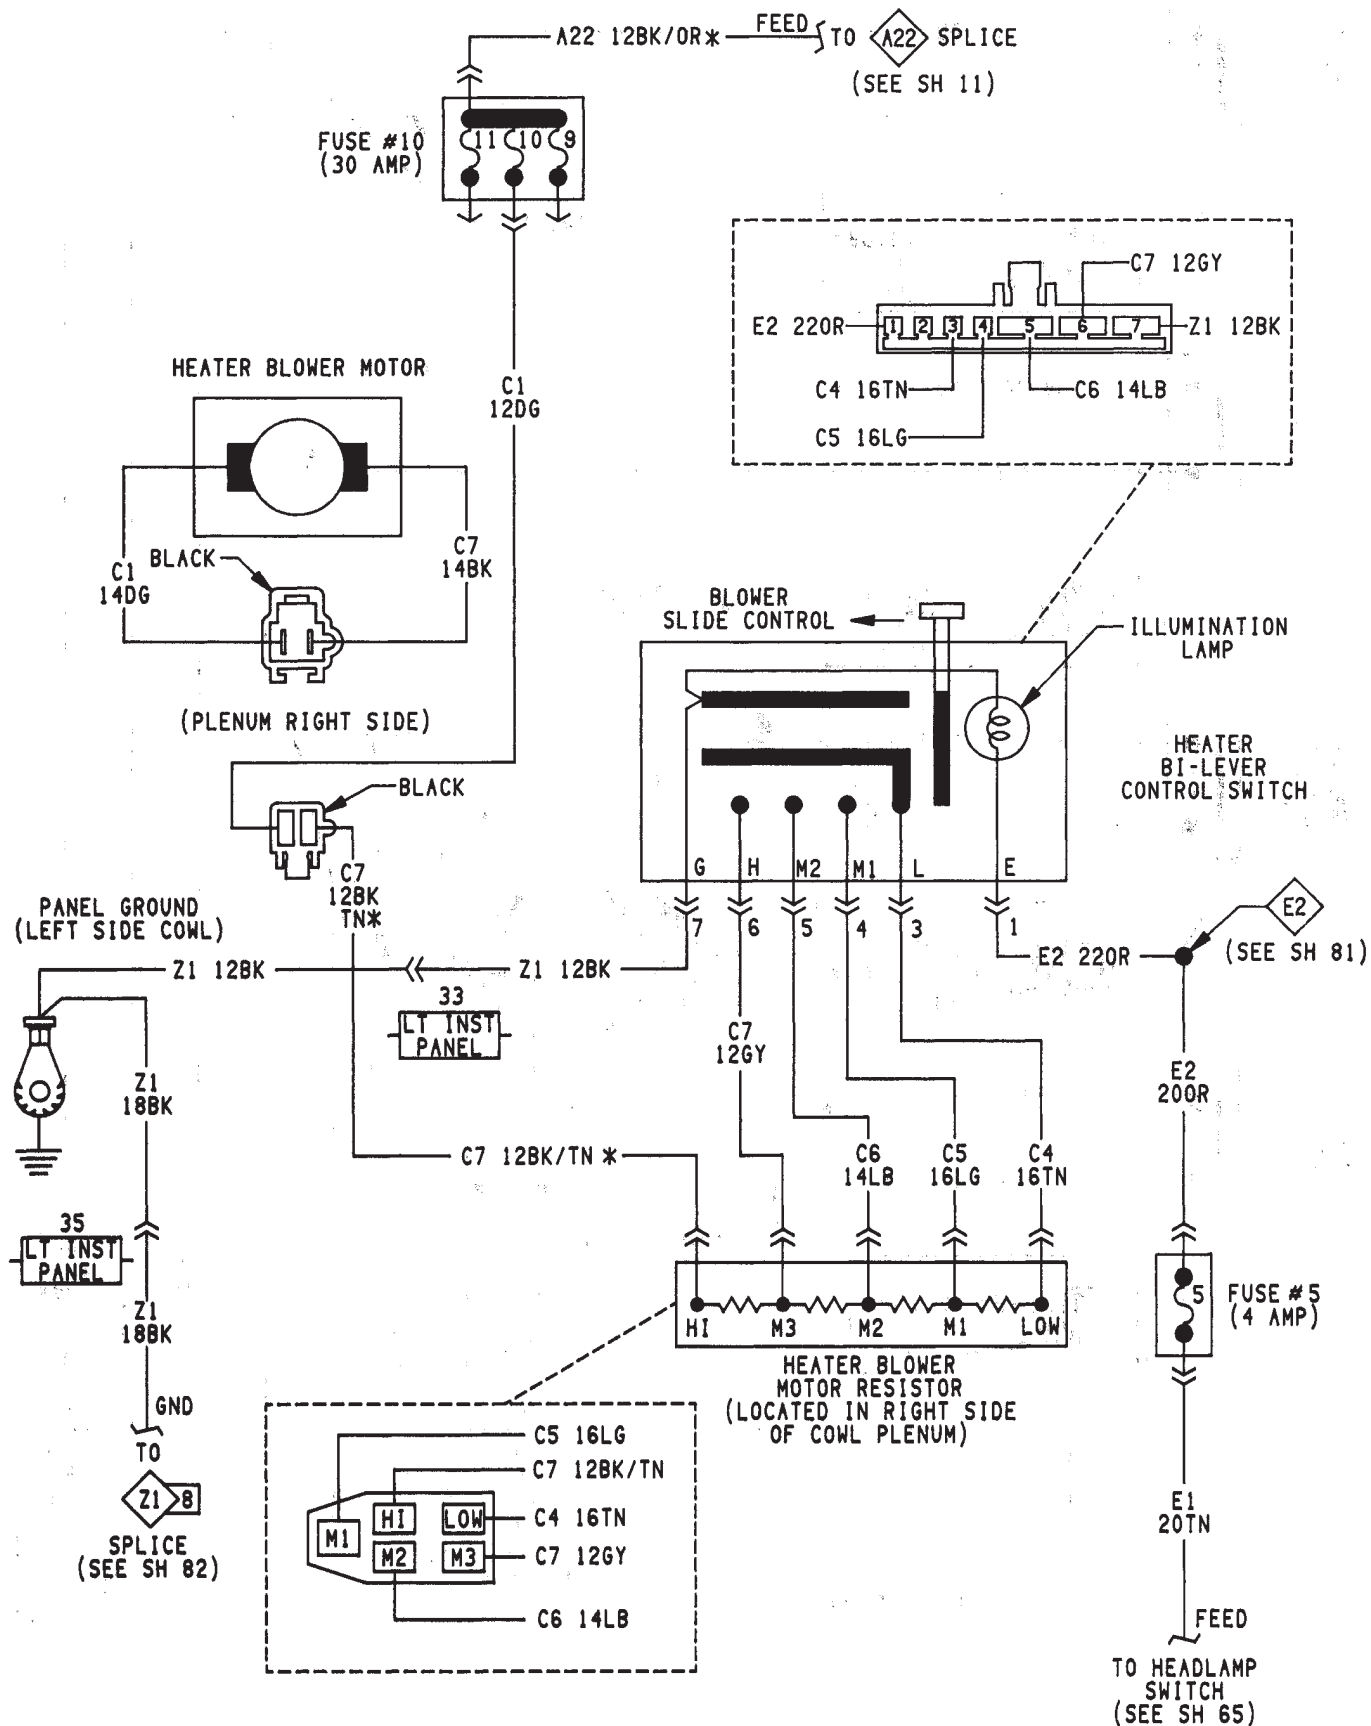 A22 12BK/OR* FEED TO A22 SPLICE
(SEE SH 11)
FUSE #10
(30 AMP)
11 10 9
C7 12GY
E2 22OR 1 2 3 4 5 6 7 Z1 12BK
C4 16TN C6 14LB
C5 16LG
HEATER BLOWER MOTOR
C1
12DG
BLACK
C1
14DG
C7
14BK
(PLENUM RIGHT SIDE)
BLOWER
SLIDE CONTROL
ILLUMINATION
LAMP
HEATER
BI-LEVER
CONTROL SWITCH
BLACK
C7
12BK
TN*
G H M2 M1 L E
7 6 5 4 3 1
PANEL GROUND
(LEFT SIDE COWL)
Z1 12BK Z1 12BK
E2 22OR
E2
(SEE SH 81)
33
LT INST
PANEL
C7
12GY
Z1
18BK
E2
20OR
C7 12BK/TN *
C6
14LB
C5
16LG
C4
16TN
35
LT INST
PANEL
Z1
18BK
HI M3 M2 M1 LOW
5
FUSE #5
(4 AMP)
HEATER BLOWER
MOTOR RESISTOR
(LOCATED IN RIGHT SIDE
OF COWL PLENUM)
GND
TO
Z1 8
SPLICE
(SEE SH 82)
C5 16LG
C7 12BK/TN
HI LOW C4 16TN
M1
M2 M3 C7 12GY
C6 14LB
E1
20TN
FEED
TO HEADLAMP
SWITCH
(SEE SH 65)